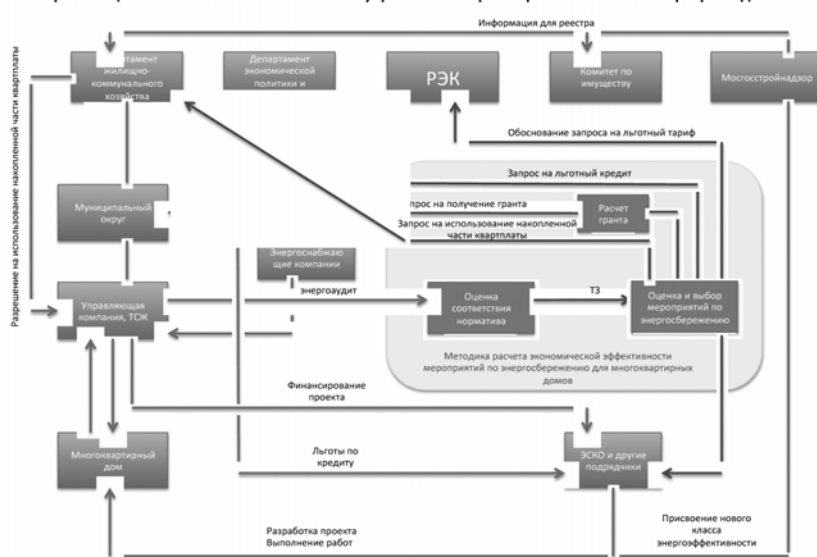 Информация для реестра
жилищно-
коммунального
хозяйства
Департамент
экономической
политики и
РЭК
Комитет по
имуществу
Мосгосстройнадзор
Разрешение на использование накопленной части квартплаты
Обоснование запроса на льготный тариф
Запрос на льготный кредит
прос на получение гранта
Расчет
гранта
Запрос на использование накопленной
части квартплаты
Муниципальный
округ
Энергоснабжаю
щие компании
Управляющая
компания, ТСЖ
энергоаудит
Оценка
соответствия
норматива
ТЗ
Оценка и выбор
мероприятий по
энергосбережению
Методика расчета экономической эффективности
мероприятий по энергосбережению для многоквартирных
домов
Финансирование
проекта
Многоквартирный
дом
Льготы по
кредиту
ЭСКО и другие
подрядчики
Разработка проекта
Выполнение работ
Присвоение нового
класса
энергоэффективности